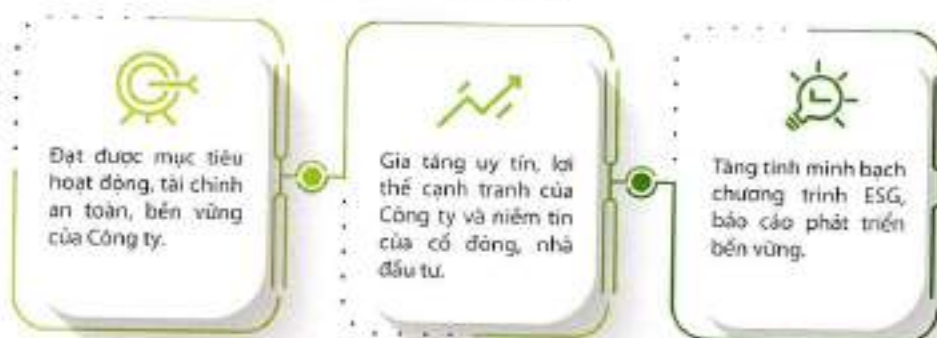 Đạt được mục tiêu
hoạt động, tài chính
an toàn, bền vững
của Công ty.
Gia tăng uy tín, lợi
thế cạnh tranh của
Công ty và niềm tin
của cổ đông, nhà
đầu tư.
Tăng tính minh bạch
chương trình ESG,
báo cáo phát triển
bền vững.